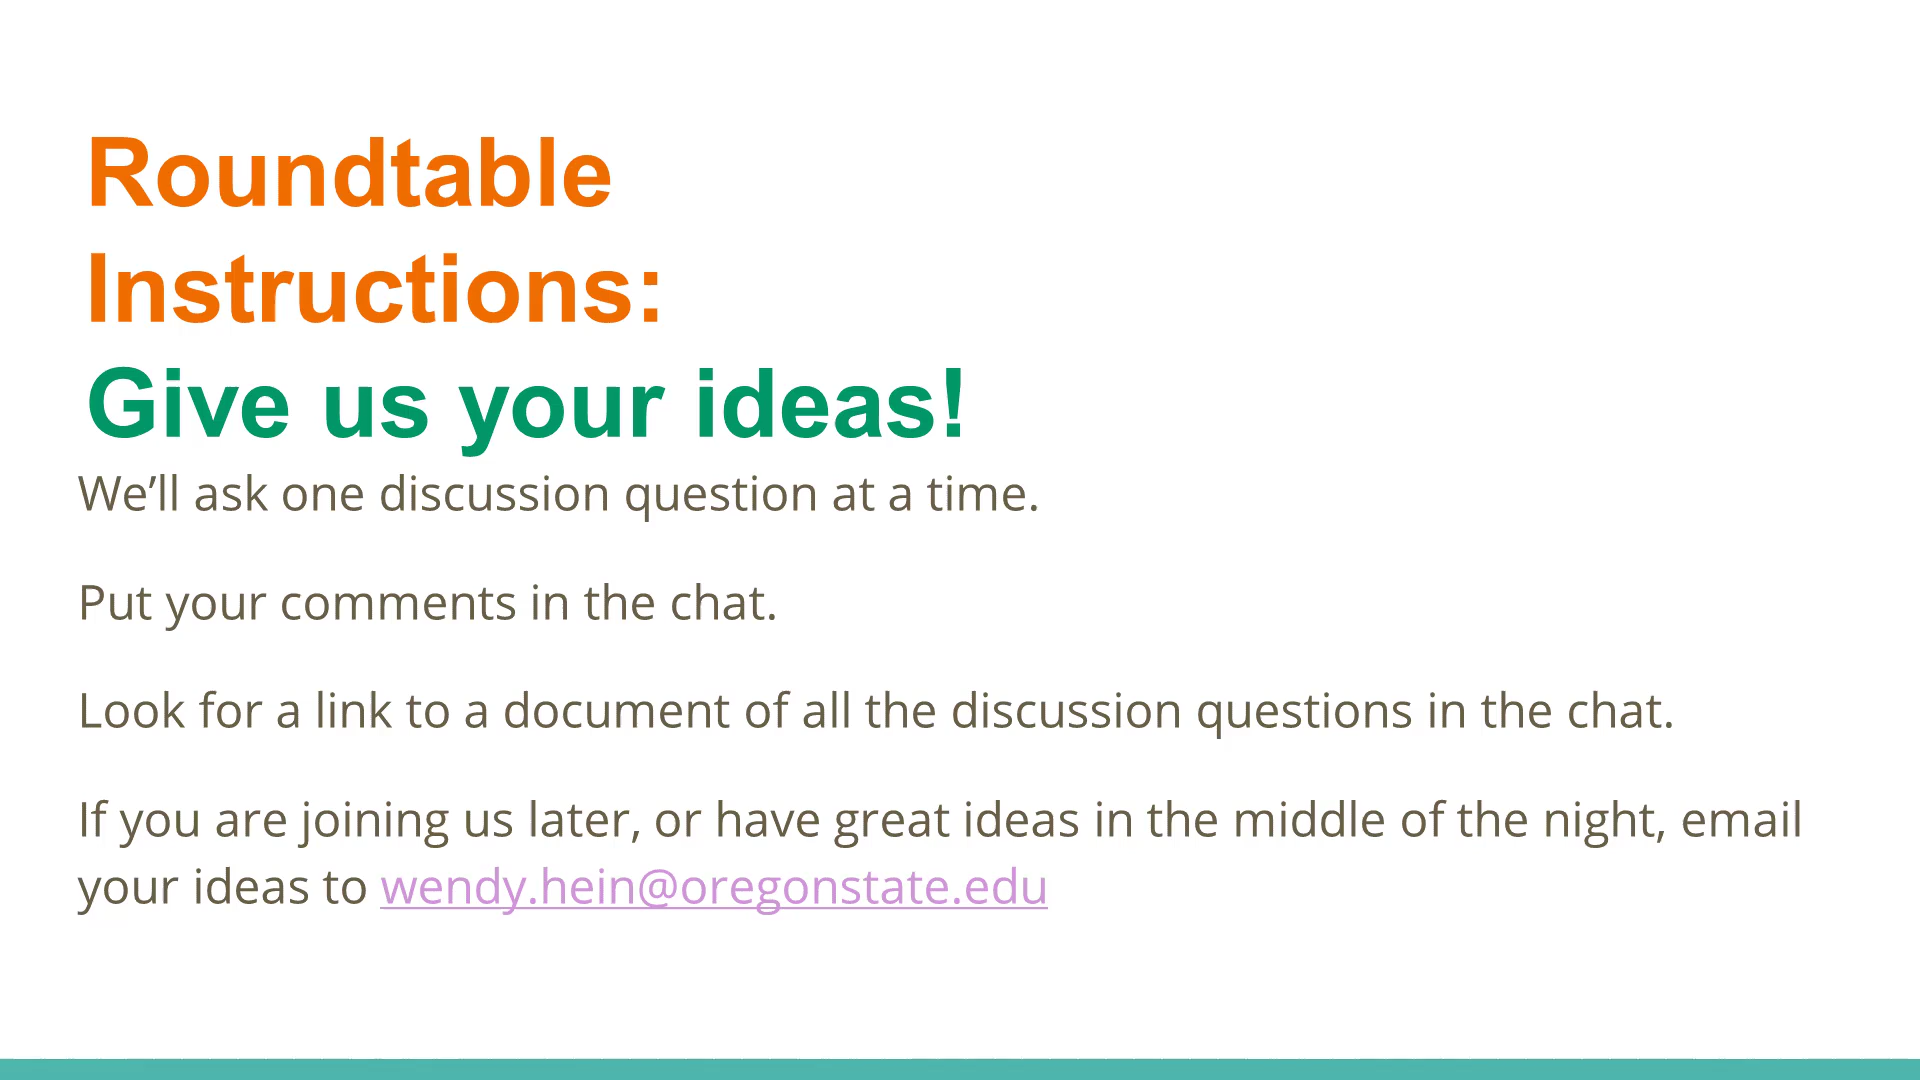 Roundtable
Instructions:
Give us your ideas!
We’ll ask one discussion question at a time.
Put your comments in the chat.
Look for a link to a document of all the discussion questions in the chat.
If you are joining us later, or have great ideas in the middle of the night, email
your ideas to wendy.hein@oregonstate.edu